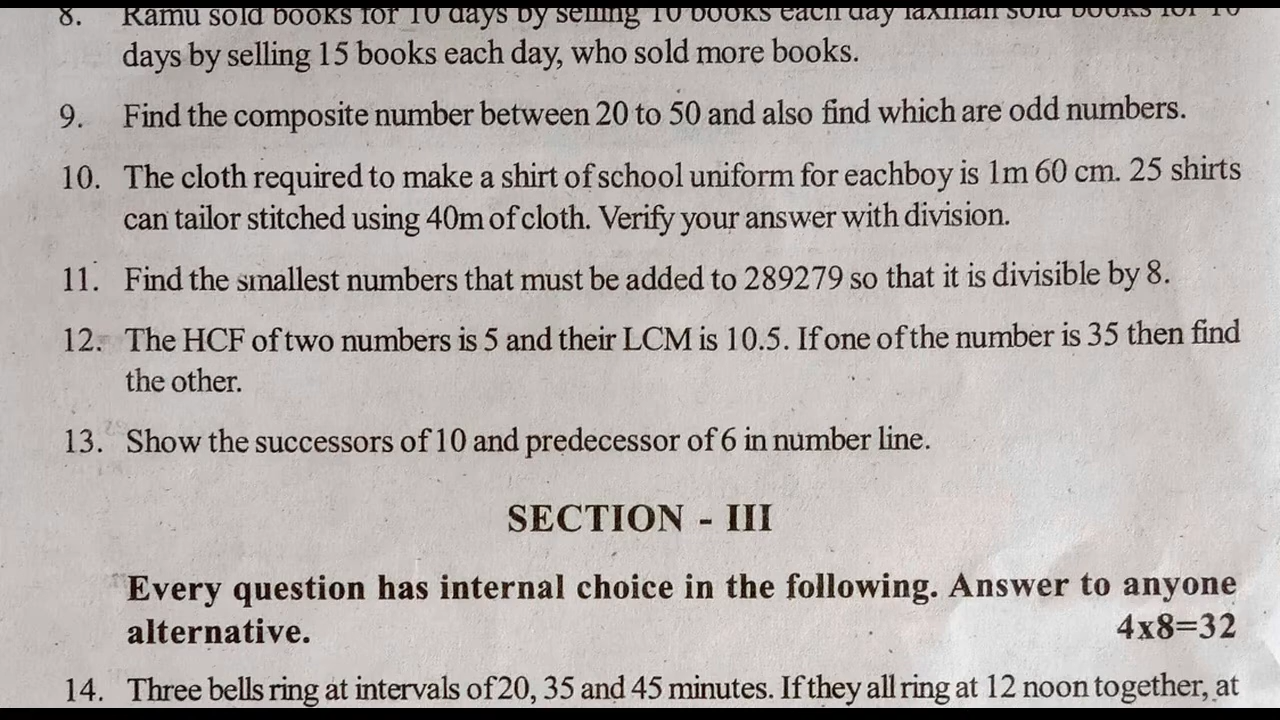 8. Ramu sold books for 10 days by selling 10 books each day laxman sold books for 10
days by selling 15 books each day, who sold more books.
9. Find the composite number between 20 to 50 and also find which are odd numbers.
10. The cloth required to make a shirt of school uniform for eachboy is 1m 60 cm. 25 shirts
can tailor stitched using 40m of cloth. Verify your answer with division.
11. Find the smallest numbers that must be added to 289279 so that it is divisible by 8.
12. The HCF of two numbers is 5 and their LCM is 10.5. If one of the number is 35 then find
the other.
13. Show the successors of 10 and predecessor of 6 in number line.
SECTION - III
Every question has internal choice in the following. Answer to anyone
alternative. 4x8=32
14. Three bells ring at intervals of 20, 35 and 45 minutes. If they all ring at 12 noon together, at